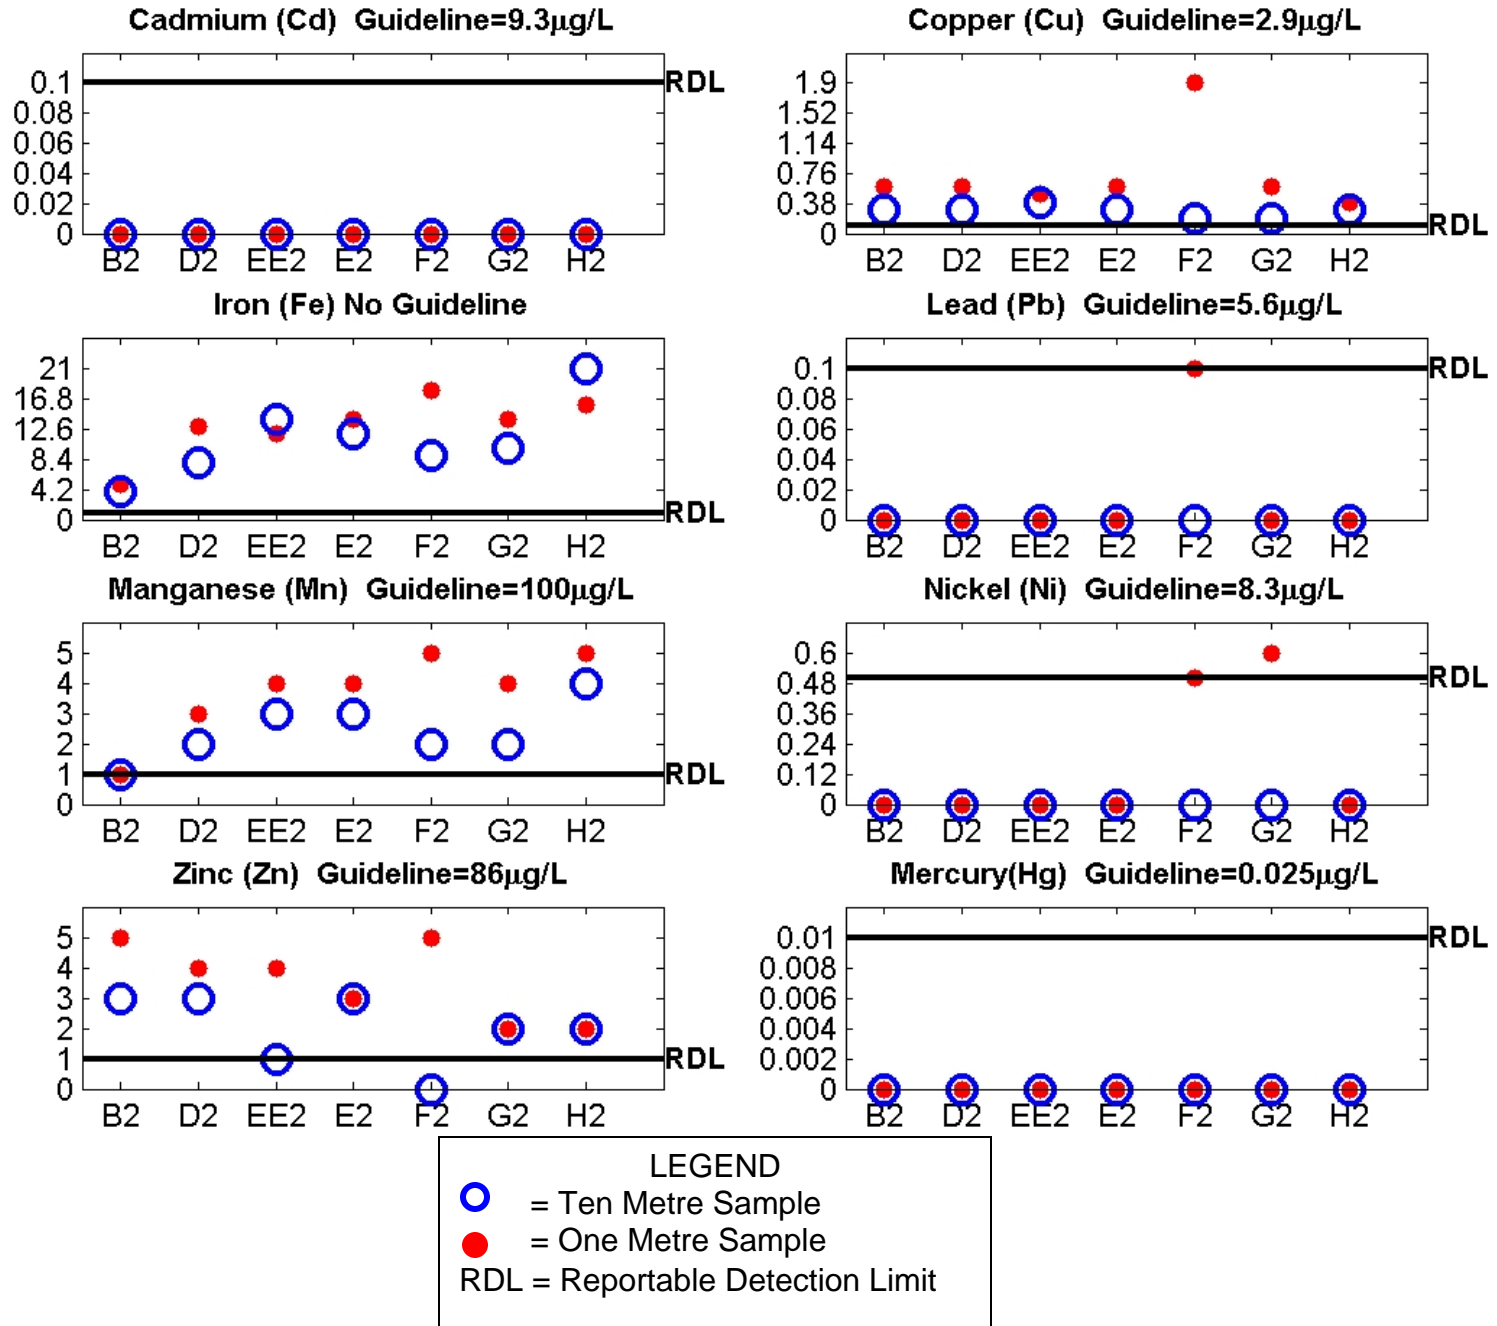 Cadmium (Cd)  Guideline=9.3μg/L
0.1
0.08
0.06
0.04
0.02
0
RDL
B2 D2 EE2 E2 F2 G2 H2
Copper (Cu)  Guideline=2.9μg/L
1.9
1.52
1.14
0.76
0.38
0
RDL
B2 D2 EE2 E2 F2 G2 H2
Iron (Fe) No Guideline
21
16.8
12.6
8.4
4.2
0
RDL
B2 D2 EE2 E2 F2 G2 H2
Lead (Pb)  Guideline=5.6μg/L
0.1
0.08
0.06
0.04
0.02
0
RDL
B2 D2 EE2 E2 F2 G2 H2
Manganese (Mn)  Guideline=100μg/L
5
4
3
2
1
0
RDL
B2 D2 EE2 E2 F2 G2 H2
Nickel (Ni)  Guideline=8.3μg/L
0.6
0.48
0.36
0.24
0.12
0
RDL
B2 D2 EE2 E2 F2 G2 H2
Zinc (Zn)  Guideline=86μg/L
5
4
3
2
1
0
RDL
B2 D2 EE2 E2 F2 G2 H2
Mercury(Hg)  Guideline=0.025μg/L
0.01
0.008
0.006
0.004
0.002
0
RDL
B2 D2 EE2 E2 F2 G2 H2
LEGEND
= Ten Metre Sample
= One Metre Sample
RDL = Reportable Detection Limit